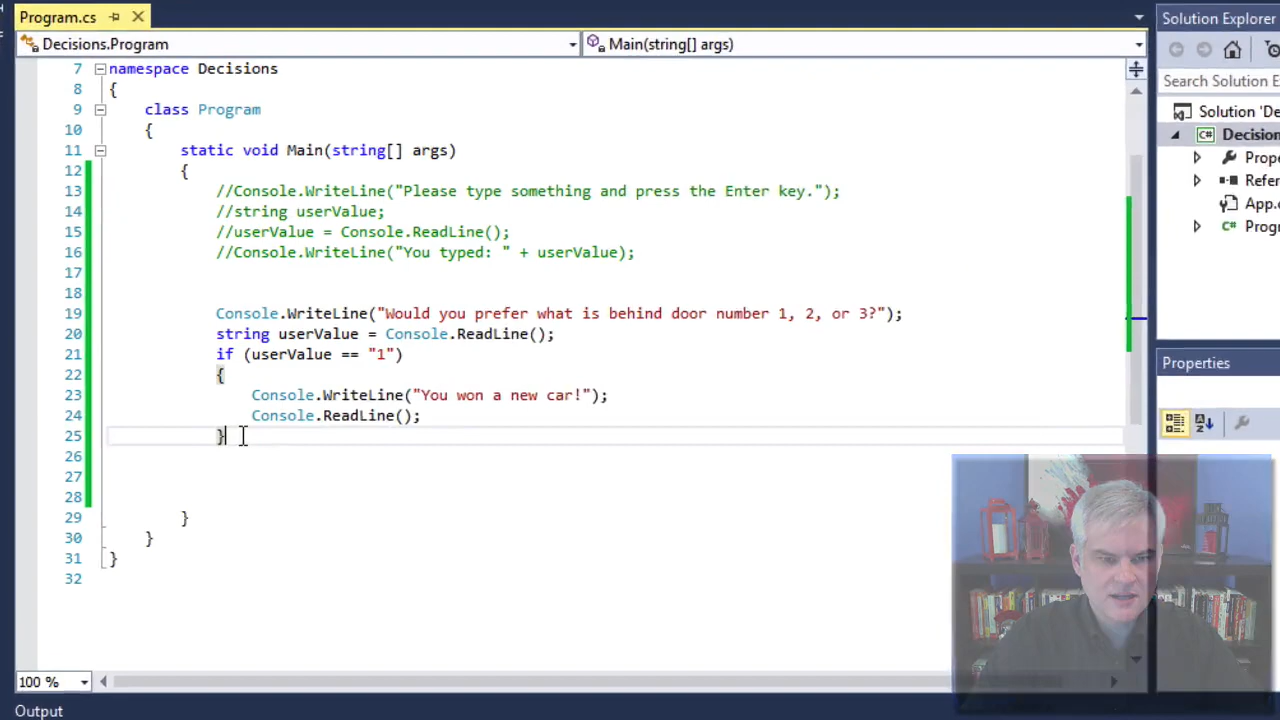 Program.cs
Solution Explorer
Decisions.Program
Main(string[] args)
Search Solution E
Solution 'De
Decision
Prope
Refer
App.c
C# Progr
Properties
7 namespace Decisions
8 {
9 class Program
10 {
11 static void Main(string[] args)
12 {
13 //Console.WriteLine("Please type something and press the Enter key.");
14 //string userValue;
15 //userValue = Console.ReadLine();
16 //Console.WriteLine("You typed: " + userValue);
17
18
19 Console.WriteLine("Would you prefer what is behind door number 1, 2, or 3?");
20 string userValue = Console.ReadLine();
21 if (userValue == "1")
22 {
23 Console.WriteLine("You won a new car!");
24 Console.ReadLine();
25 }
26
27
28
29 }
30 }
31 }
32
100 %
Output